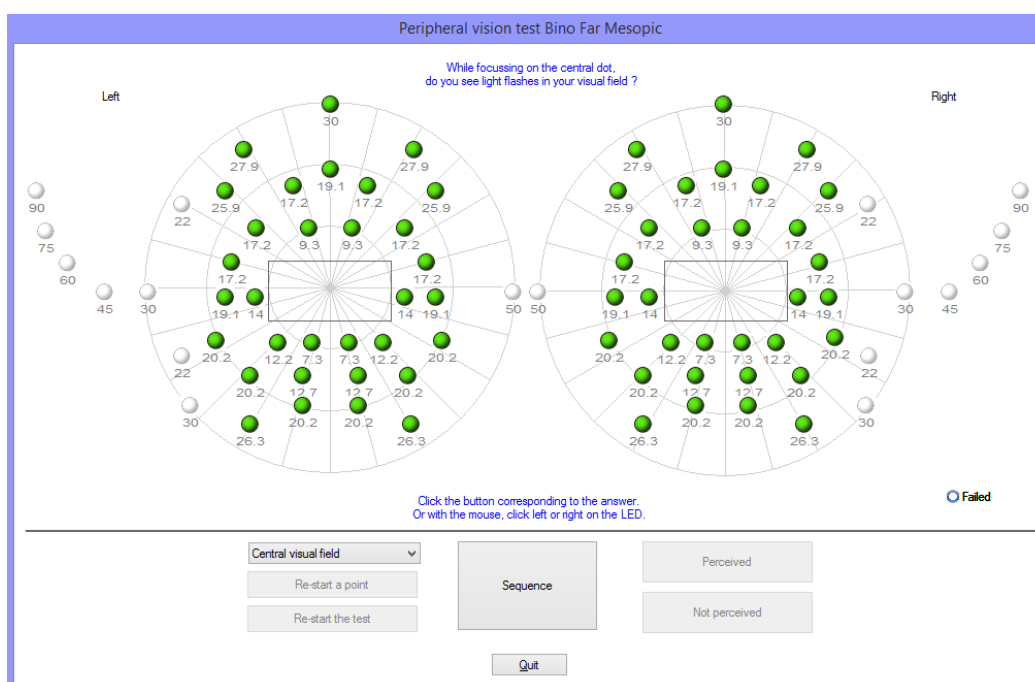 Peripheral vision test Bino Far Mesopic
While focussing on the central dot,
do you see light flashes in your visual field ?
Left
Right
30 30
27.9 27.9 27.9 27.9
19.1 19.1
90 25.9 17.2 17.2 25.9 25.9 17.2 17.2 25.9 90
22 22
75 17.2 9.3 9.3 17.2 17.2 9.3 9.3 17.2 75
60 17.2 17.2 17.2 17.2 60
45 30 19.1 14 14 19.1 50 50 19.1 14 14 19.1 30 45
20.2 12.2 7.3 7.3 12.2 20.2 20.2 12.2 7.3 7.3 12.2 20.2
22 22
20.2 12.7 12.7 20.2 20.2 12.7 12.7 20.2
30 20.2 20.2 20.2 20.2 30
26.3 26.3 26.3 26.3
Click the button corresponding to the answer.
Or with the mouse, click left or right on the LED.
Failed
Central visual field
Re-start a point
Re-start the test
Sequence
Perceived
Not perceived
Quit